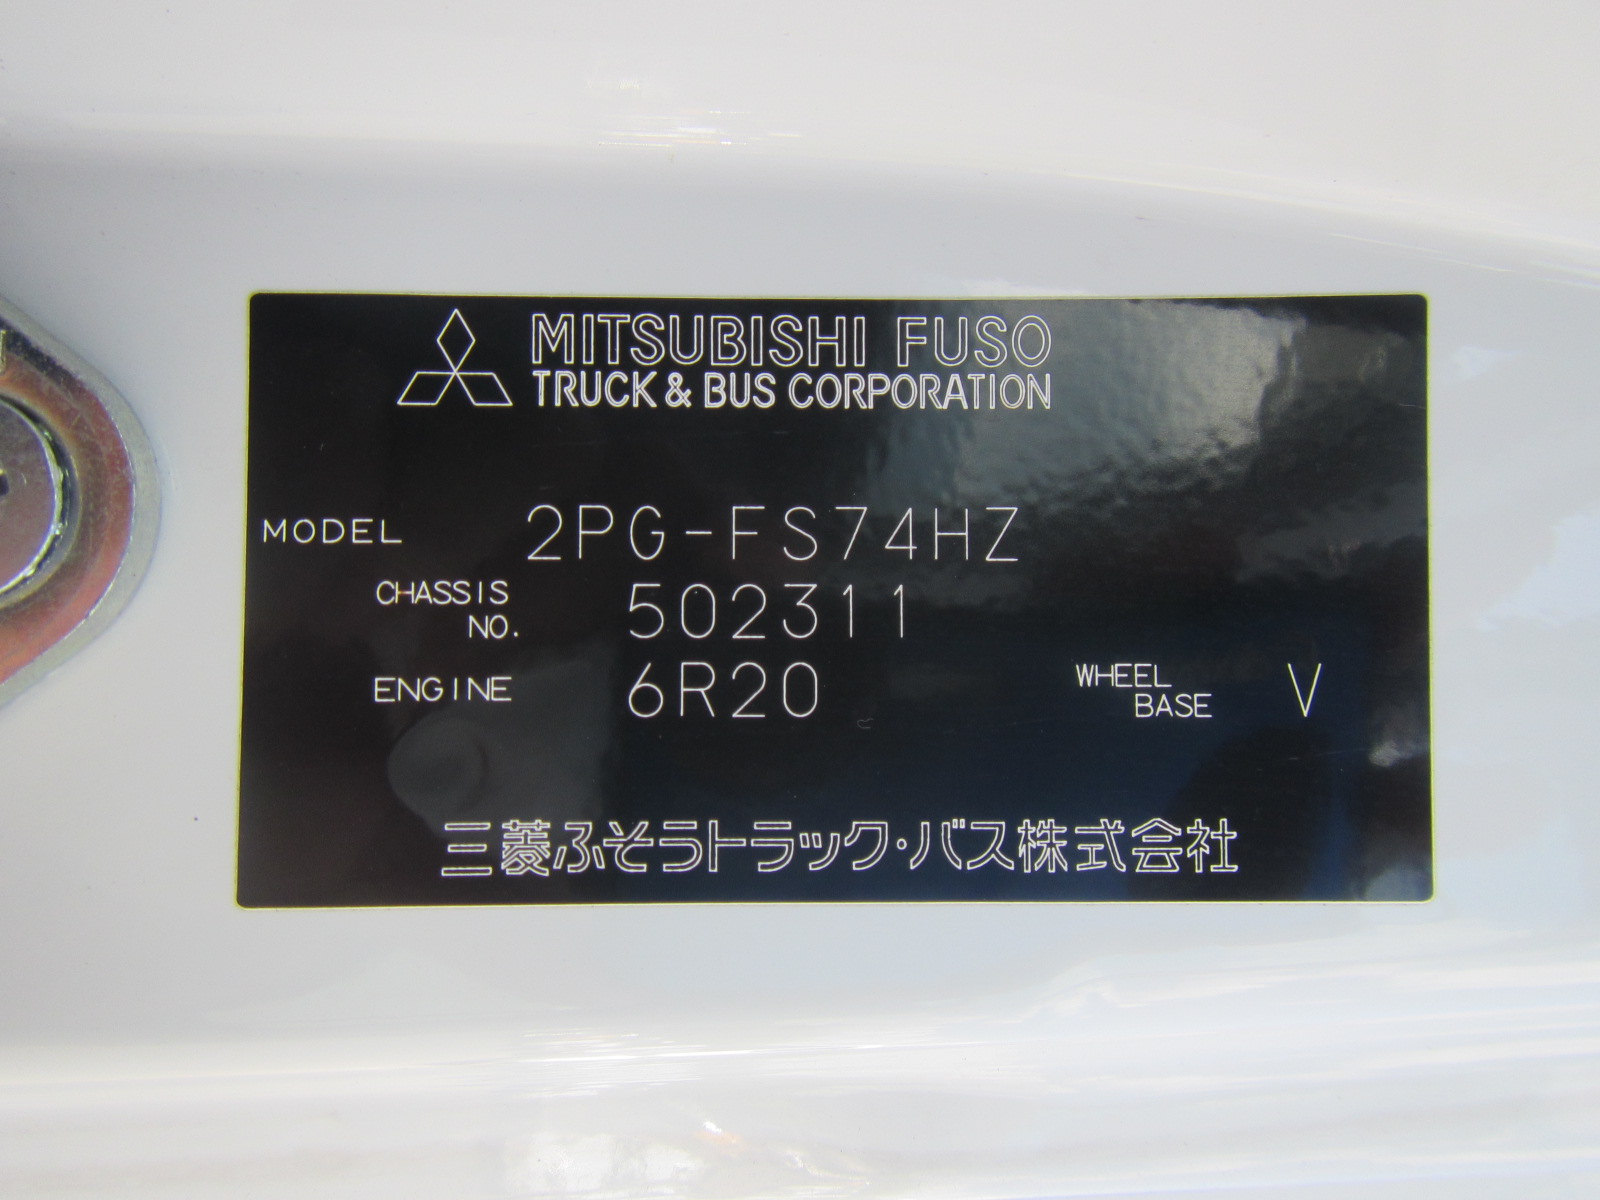 MITSUBISHI FUSO
TRUCK & BUS CORPORATION
MODEL 2PG-FS74HZ
CHASSIS NO. 502311
ENGINE 6R20 WHEEL BASE V
三菱ふそうトラック・バス株式会社